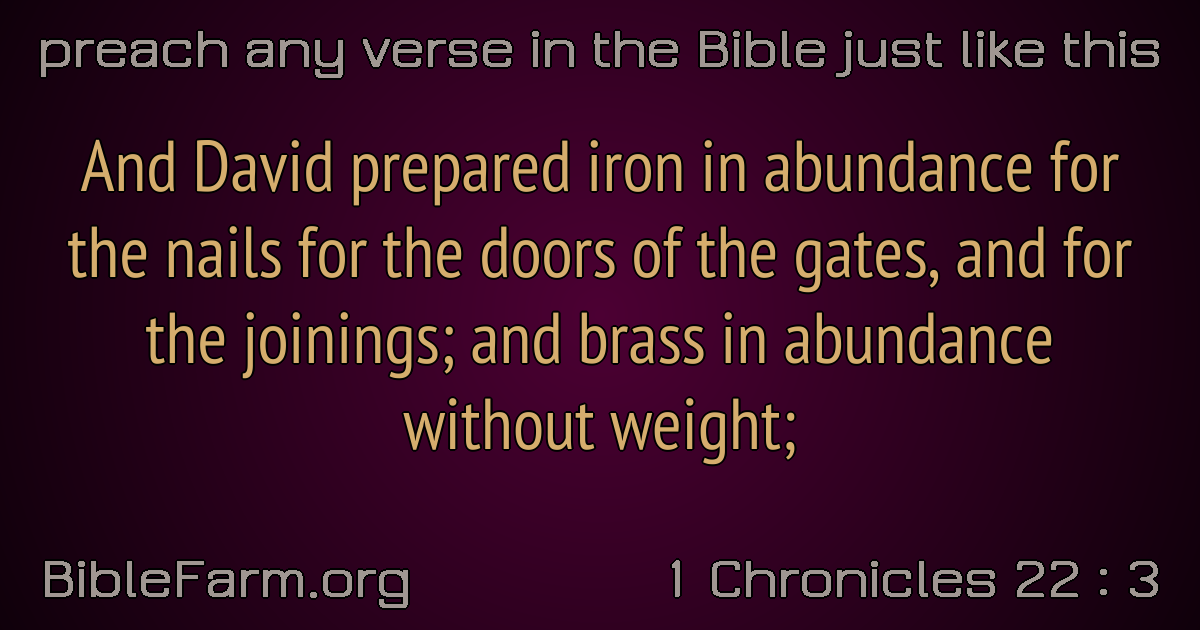 preach any verse in the Bible just like this
And David prepared iron in abundance for
the nails for the doors of the gates, and for
the joinings; and brass in abundance
without weight;
BibleFarm.org
1 Chronicles 22 : 3